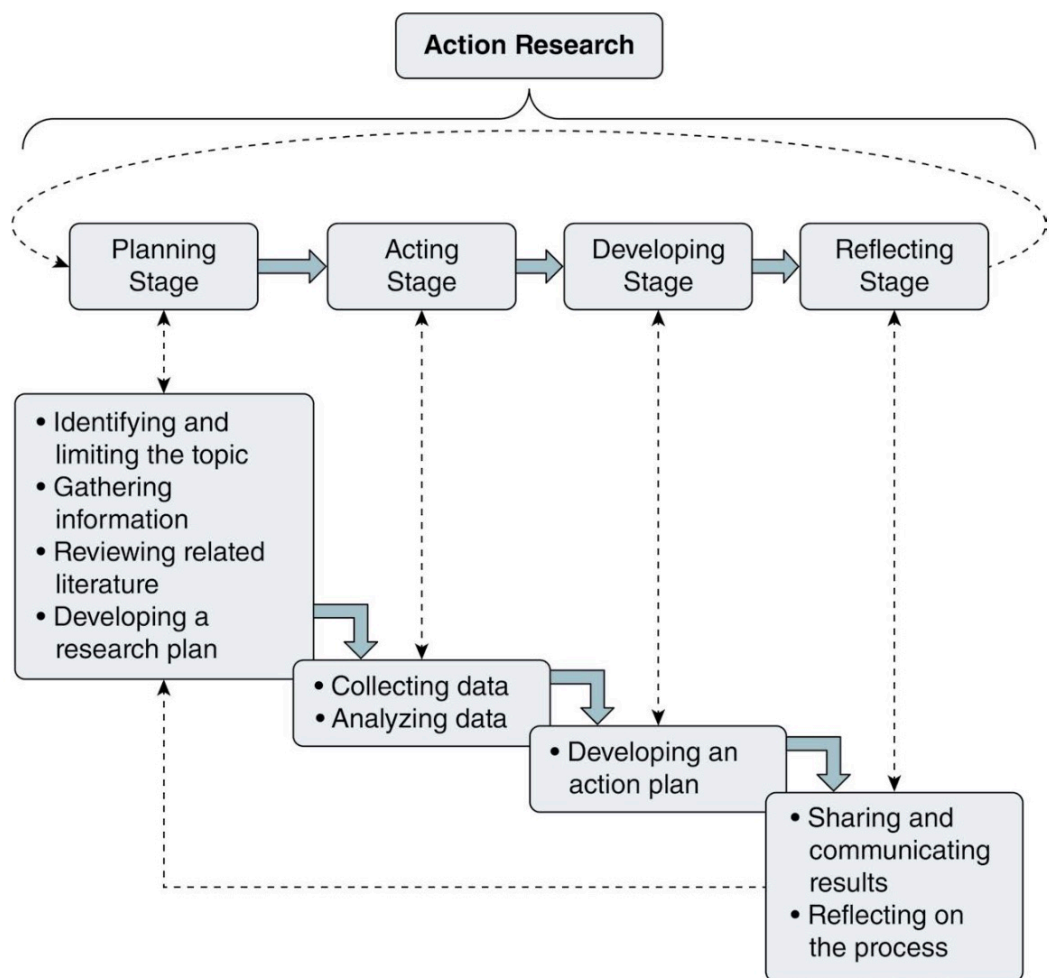 Action Research
Planning
Stage
Acting
Stage
Developing
Stage
Reflecting
Stage
• Identifying and
limiting the topic
• Gathering
information
• Reviewing related
literature
• Developing a
research plan
• Collecting data
• Analyzing data
• Developing an
action plan
• Sharing and
communicating
results
• Reflecting on
the process